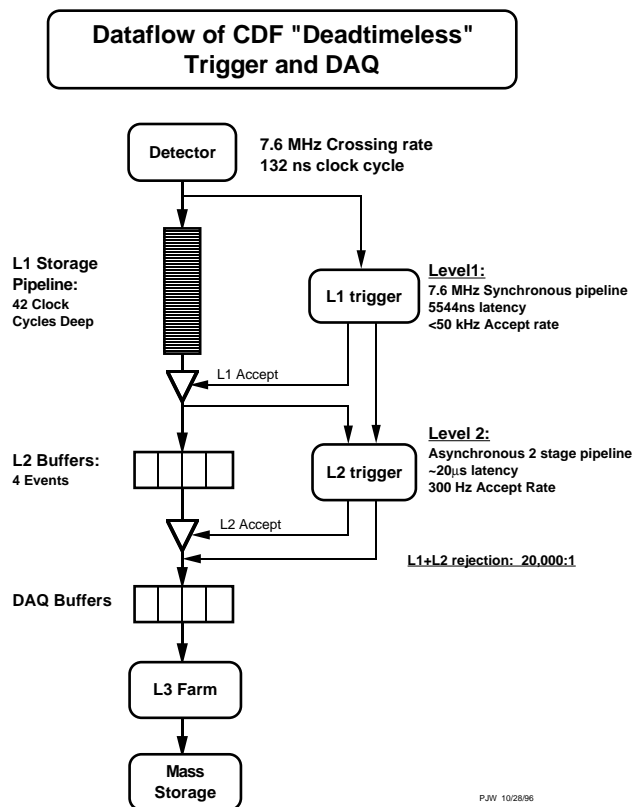 Dataflow of CDF "Deadtimeless"
Trigger and DAQ
Detector
7.6 MHz Crossing rate
132 ns clock cycle
L1 Storage
Pipeline:
42 Clock
Cycles Deep
L1 trigger
Level1:
7.6 MHz Synchronous pipeline
5544ns latency
<50 kHz Accept rate
L1 Accept
L2 Buffers:
4 Events
L2 trigger
Level 2:
Asynchronous 2 stage pipeline
~20μs latency
300 Hz Accept Rate
L2 Accept
L1+L2 rejection: 20,000:1
DAQ Buffers
L3 Farm
Mass
Storage
PJW 10/28/96